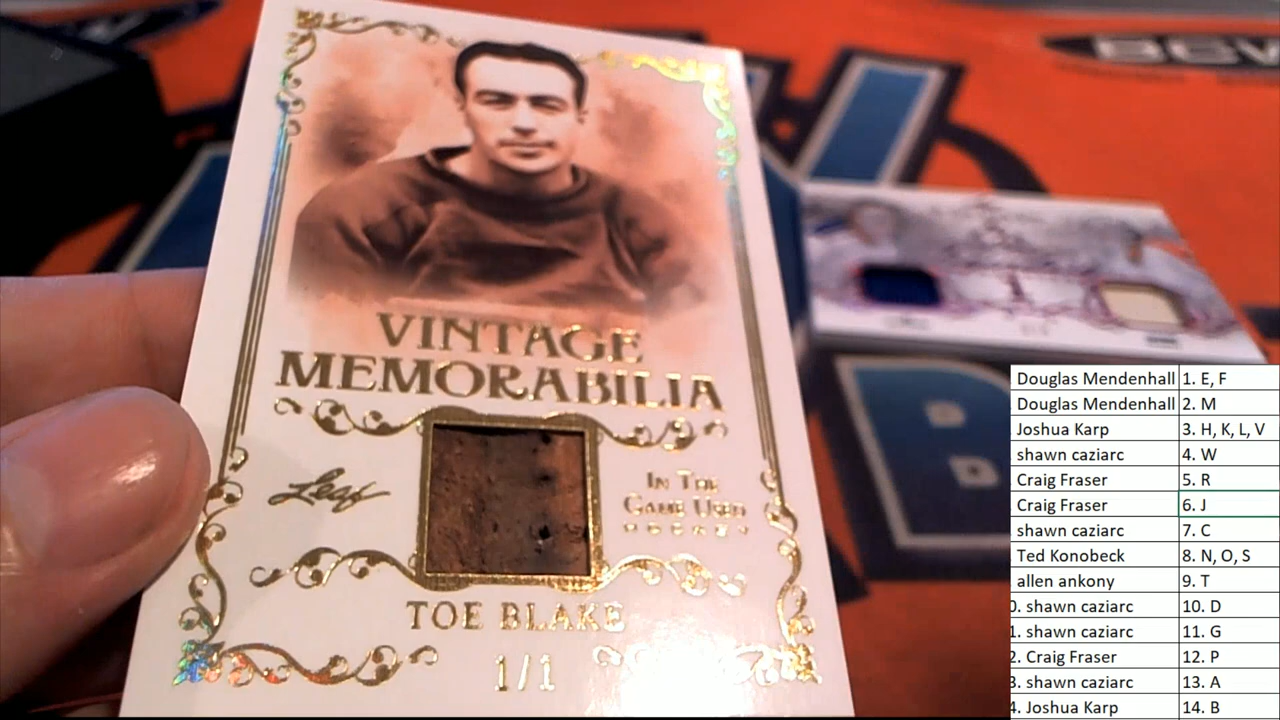 VINTAGE
MEMORABILIA
Leaf
IN THE
GAME USED
HOCKEY
TOE BLAKE
1/1
Douglas Mendenhall 1. E, F
Douglas Mendenhall 2. M
Joshua Karp 3. H, K, L, V
shawn caziarc 4. W
Craig Fraser 5. R
Craig Fraser 6. J
shawn caziarc 7. C
Ted Konobeck 8. N, O, S
allen ankony 9. T
0. shawn caziarc 10. D
1. shawn caziarc 11. G
2. Craig Fraser 12. P
3. shawn caziarc 13. A
4. Joshua Karp 14. B